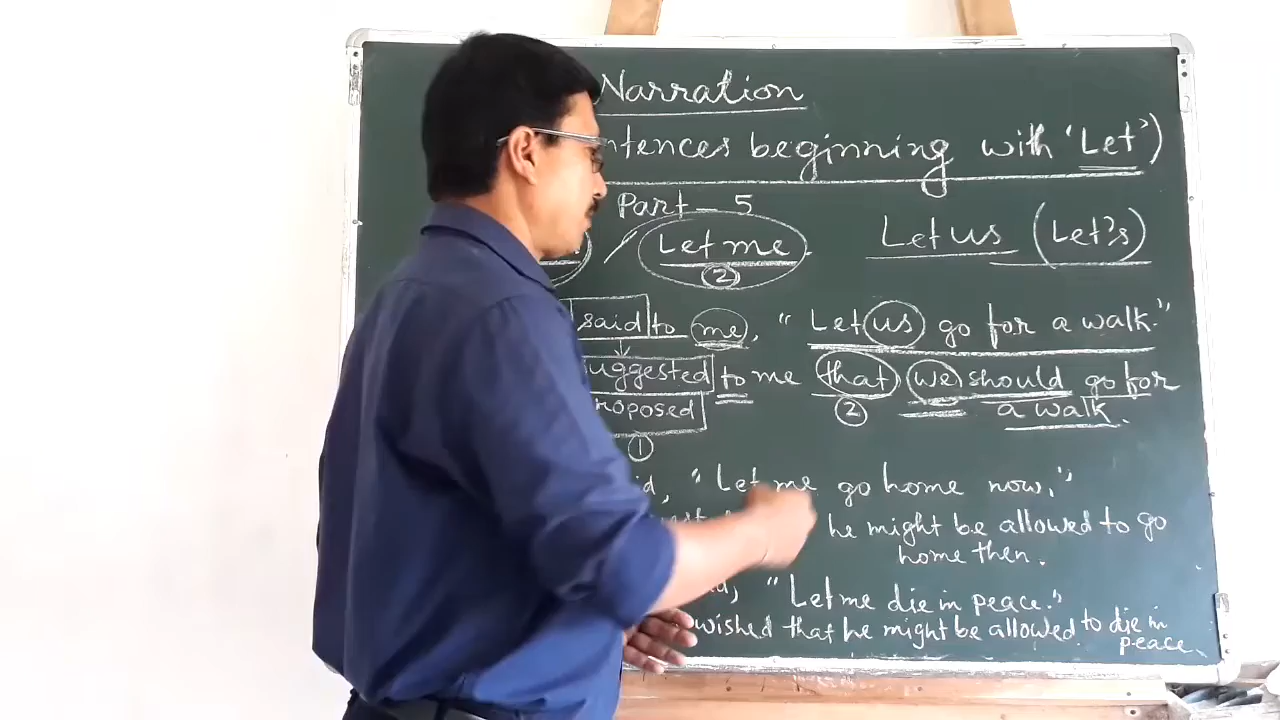 Narration
ntences beginning with 'Let')
Part - 5
Let me Let us (Let's)
②
said to me, "Let us go for a walk."
uggested to me that we should go for
roposed ② a walk.
①
id, "Let me go home now."
he might be allowed to go
home then.
"Let me die in peace."
wished that he might be allowed to die in
peace.